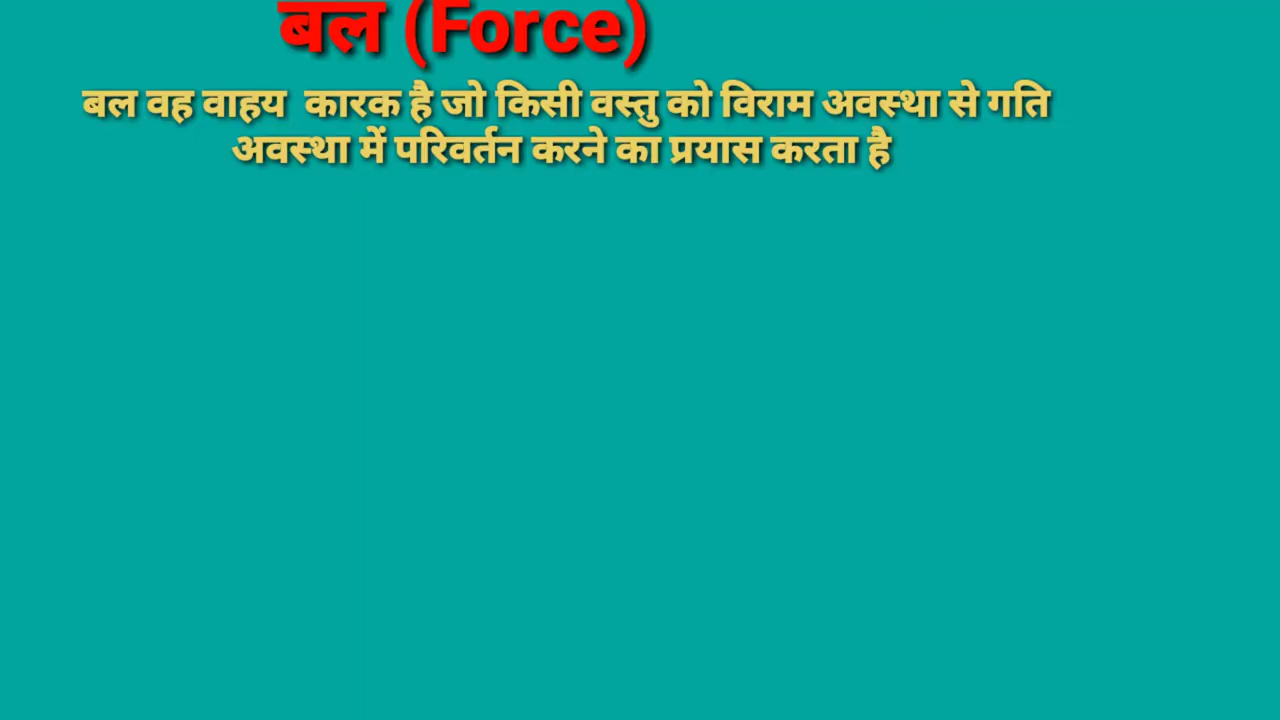 बल (Force)
बल वह वाहय कारक है जो किसी वस्तु को विराम अवस्था से गति
अवस्था में परिवर्तन करने का प्रयास करता है